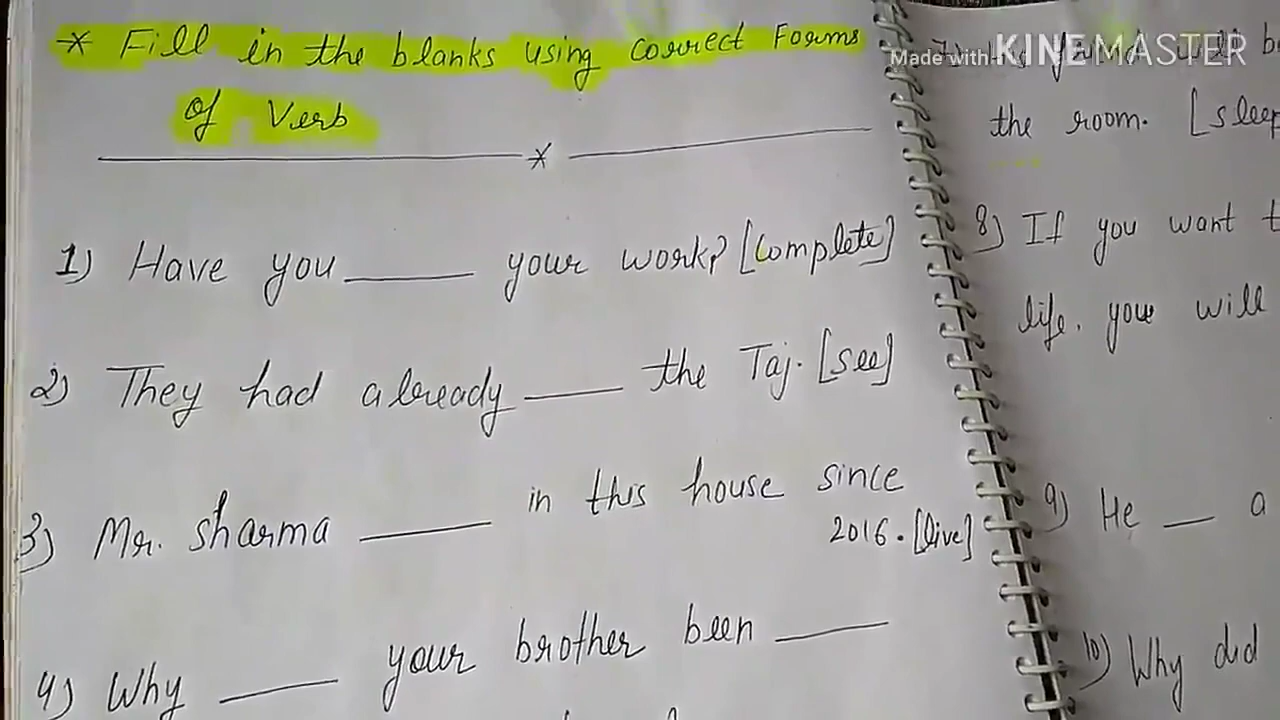 * Fill in the blanks using correct Forms
of Verb
1) Have you ______ your work? [Complete]
2) They had already ______ the Taj. [see]
3) Mr. Sharma ______ in this house since
2016. [live]
4) Why ______ your brother been ______
Made with KINEMASTER
7)
the room. [sleep
8) If you want t
life, you will
9) He __ a
10) Why did